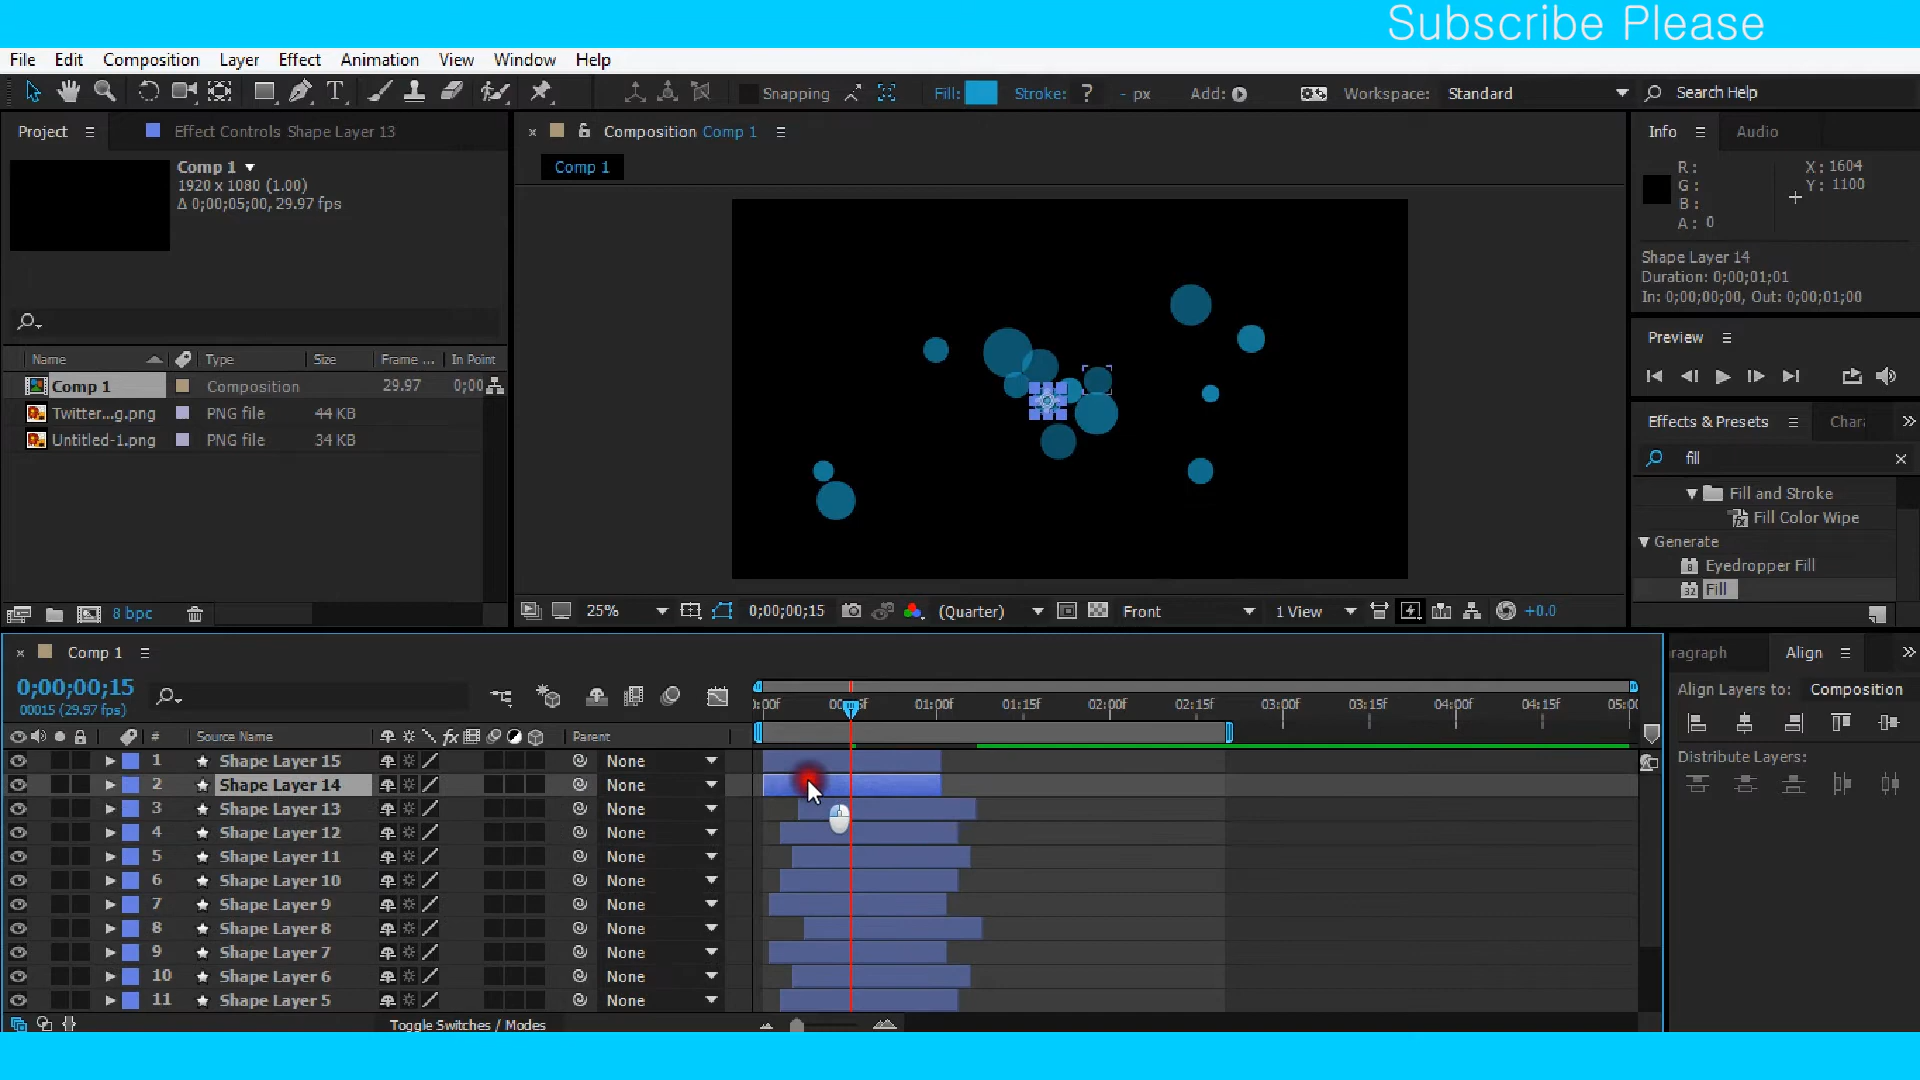 Subscribe Please
File Edit Composition Layer Effect Animation View Window Help
Snapping Fill: Stroke: ? - px Add: Workspace: Standard Search Help
Project Effect Controls Shape Layer 13 Composition Comp 1 Info Audio
Comp 1
1920 x 1080 (1.00)
Δ 0;00;05;00, 29.97 fps
Comp 1
R: X: 1604
G: Y: 1100
B:
A: 0
Shape Layer 14
Duration: 0;00;01;01
In: 0;00;00;00, Out: 0;00;01;00
Preview
Name Type Size Frame ... In Point
Comp 1 Composition 29.97 0;00
Twitter...g.png PNG file 44 KB
Untitled-1.png PNG file 34 KB
Effects & Presets Chara
fill
Fill and Stroke
Fill Color Wipe
Generate
Eyedropper Fill
Fill
8 bpc
25% 0;00;00;15 (Quarter) Front 1 View +0.0
Comp 1
0;00;00;15
00015 (29.97 fps)
:00f 01:00f 01:15f 02:00f 02:15f 03:00f 03:15f 04:00f 04:15f 05:00
# Source Name fx Parent
1 Shape Layer 15 None
2 Shape Layer 14 None
3 Shape Layer 13 None
4 Shape Layer 12 None
5 Shape Layer 11 None
6 Shape Layer 10 None
7 Shape Layer 9 None
8 Shape Layer 8 None
9 Shape Layer 7 None
10 Shape Layer 6 None
11 Shape Layer 5 None
Toggle Switches / Modes
ragraph Align
Align Layers to: Composition
Distribute Layers: